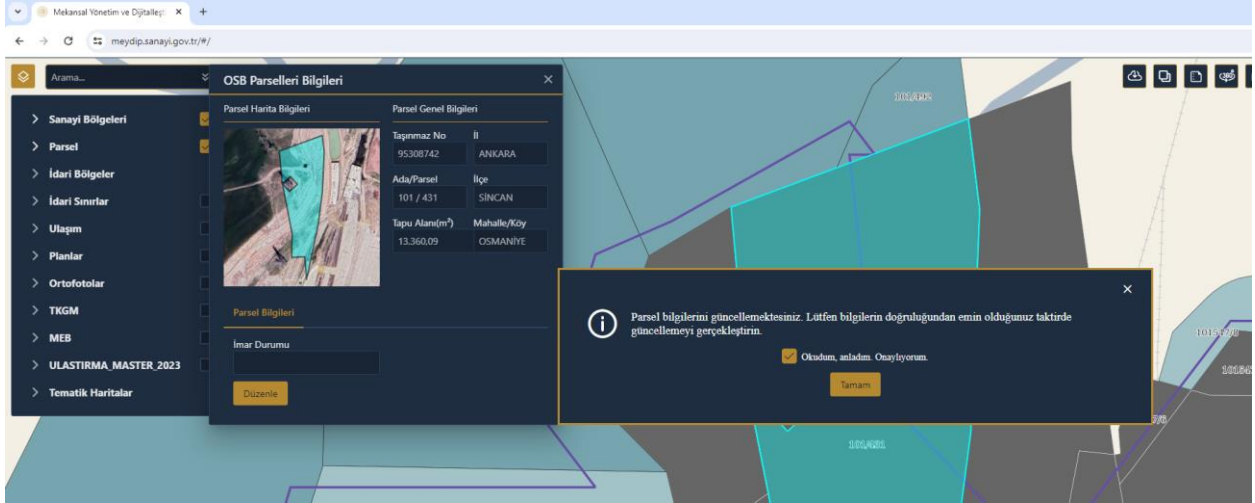 Mekansal Yönetim ve Dijitalleşt
meydip.sanayi.gov.tr/#/
Arama...
Sanayi Bölgeleri
Parsel
İdari Bölgeler
İdari Sınırlar
Ulaşım
Planlar
Ortofotolar
TKGM
MEB
ULASTIRMA_MASTER_2023
Tematik Haritalar
OSB Parselleri Bilgileri
Parsel Harita Bilgileri
Parsel Genel Bilgileri
Taşınmaz No İl
95308742 ANKARA
Ada/Parsel İlçe
101 / 431 SİNCAN
Tapu Alanı(m²) Mahalle/Köy
13.360,09 OSMANİYE
Parsel Bilgileri
İmar Durumu
Düzenle
Parsel bilgilerini güncellemektesiniz. Lütfen bilgilerin doğruluğundan emin olduğunuz taktirde
güncellemeyi gerçekleştirin.
Okudum, anladım. Onaylıyorum.
Tamam
101/492
101/431